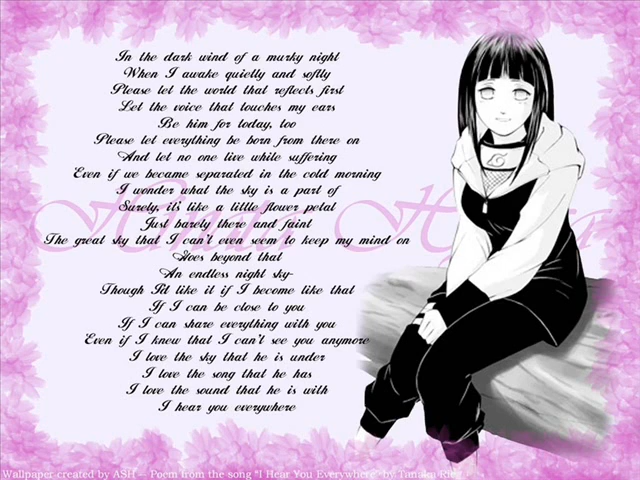 In the dark wind of a murky night
When I awake quietly and softly
Please let the world that reflects first
Let the voice that touches my ears
Be him for today, too
Please let everything be born from there on
And let no one live while suffering
Even if we became separated in the cold morning
I wonder what the sky is a part of
Surely, it's like a little flower petal
Just barely there and faint
The great sky that I can't even seem to keep my mind on
Goes beyond that
An endless night sky-
Though I'd like it if I become like that
If I can be close to you
If I can share everything with you
Even if I knew that I can't see you anymore
I love the sky that he is under
I love the song that he has
I love the sound that he is with
I hear you everywhere
Wallpaper created by ASH -- Poem from the song "I Hear You Everywhere" by Tanaka Rie